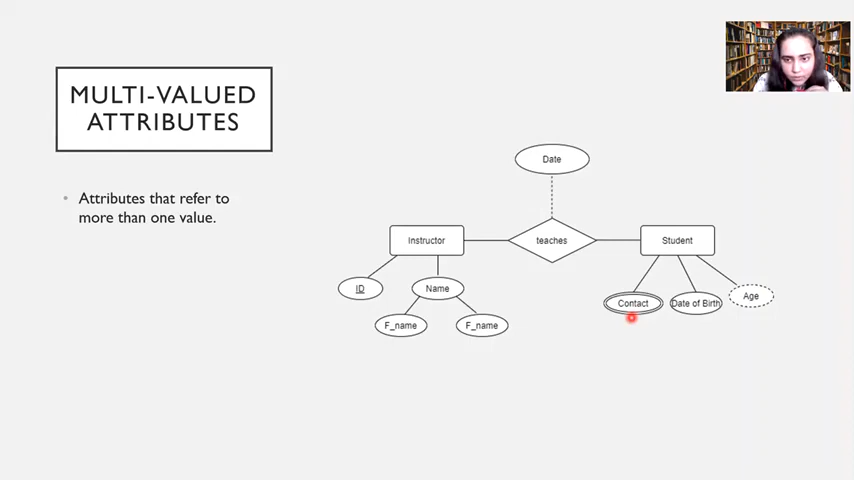 MULTI-VALUED
ATTRIBUTES
• Attributes that refer to
more than one value.
Date
Instructor
teaches
Student
ID
Name
Contact
Date of Birth
Age
F_name
F_name